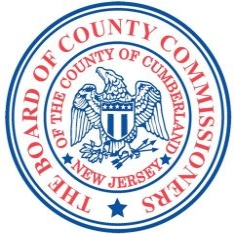 THE BOARD OF COUNTY COMMISSIONERS
OF THE COUNTY OF CUMBERLAND
NEW JERSEY